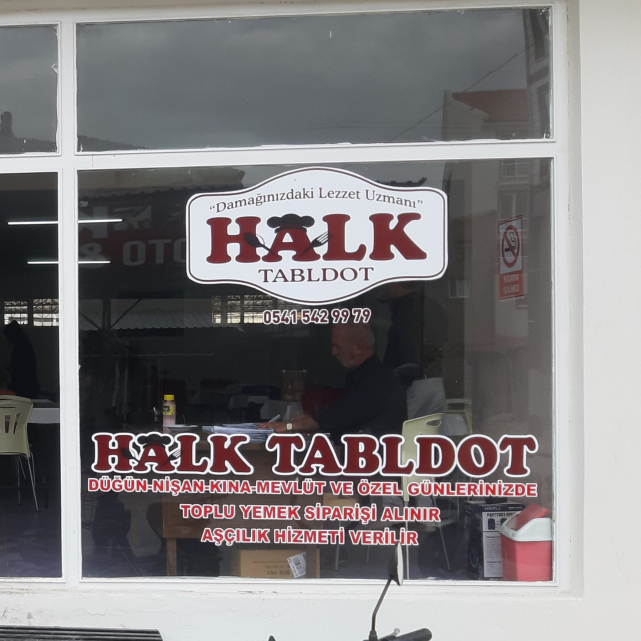 "Damağınızdaki Lezzet Uzmanı"
HALK
TABLDOT
0541 542 99 79
& OTO
HALK TABLDOT
DÜĞÜN-NİŞAN-KINA-MEVLÜT VE ÖZEL GÜNLERİNİZDE
TOPLU YEMEK SİPARİŞİ ALINIR
AŞÇILIK HİZMETİ VERİLİR